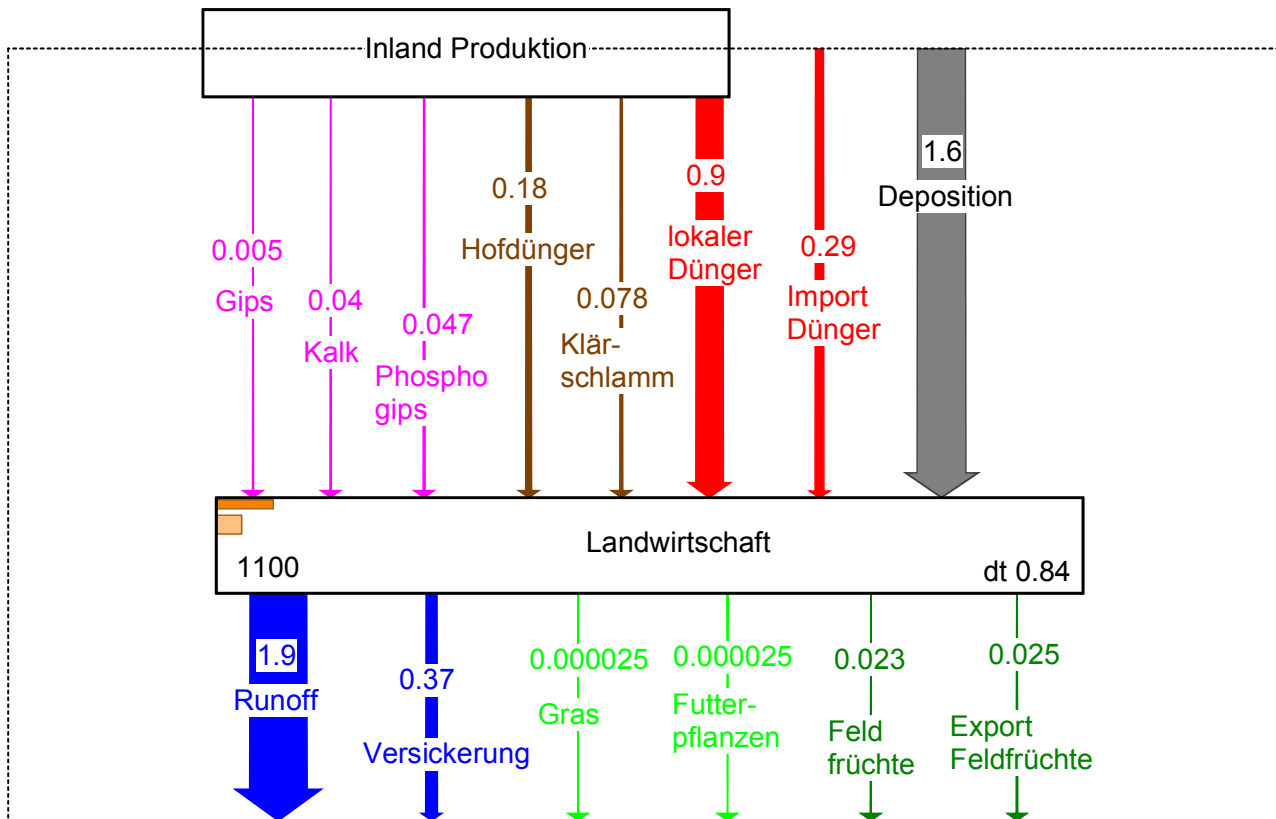 Inland Produktion
0.005
Gips
0.04
Kalk
0.047
Phospho
gips
0.18
Hofdünger
0.078
Klär-
schlamm
0.9
lokaler
Dünger
0.29
Import
Dünger
1.6
Deposition
Landwirtschaft
1100
dt 0.84
1.9
Runoff
0.37
Versickerung
0.000025
Gras
0.000025
Futter-
pflanzen
0.023
Feld
früchte
0.025
Export
Feldfrüchte